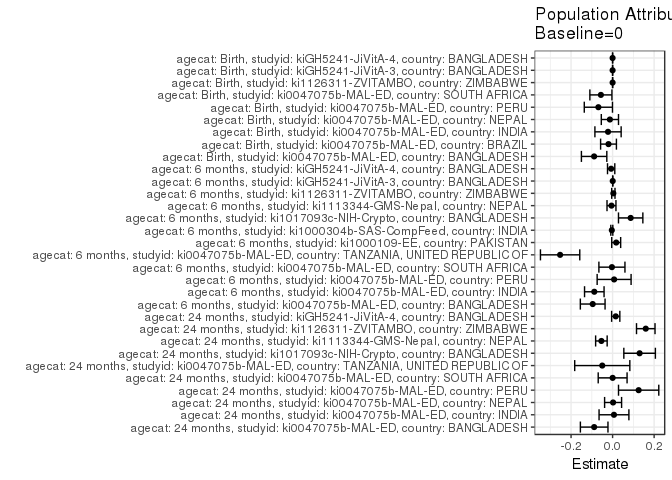 Population Attribu
Baseline=0
agecat: Birth, studyid: kiGH5241-JiVitA-4, country: BANGLADESH
agecat: Birth, studyid: kiGH5241-JiVitA-3, country: BANGLADESH
agecat: Birth, studyid: ki1126311-ZVITAMBO, country: ZIMBABWE
agecat: Birth, studyid: ki0047075b-MAL-ED, country: SOUTH AFRICA
agecat: Birth, studyid: ki0047075b-MAL-ED, country: PERU
agecat: Birth, studyid: ki0047075b-MAL-ED, country: NEPAL
agecat: Birth, studyid: ki0047075b-MAL-ED, country: INDIA
agecat: Birth, studyid: ki0047075b-MAL-ED, country: BRAZIL
agecat: Birth, studyid: ki0047075b-MAL-ED, country: BANGLADESH
agecat: 6 months, studyid: kiGH5241-JiVitA-4, country: BANGLADESH
agecat: 6 months, studyid: kiGH5241-JiVitA-3, country: BANGLADESH
agecat: 6 months, studyid: ki1126311-ZVITAMBO, country: ZIMBABWE
agecat: 6 months, studyid: ki1113344-GMS-Nepal, country: NEPAL
agecat: 6 months, studyid: ki1017093c-NIH-Crypto, country: BANGLADESH
agecat: 6 months, studyid: ki1000304b-SAS-CompFeed, country: INDIA
agecat: 6 months, studyid: ki1000109-EE, country: PAKISTAN
agecat: 6 months, studyid: ki0047075b-MAL-ED, country: TANZANIA, UNITED REPUBLIC OF
agecat: 6 months, studyid: ki0047075b-MAL-ED, country: SOUTH AFRICA
agecat: 6 months, studyid: ki0047075b-MAL-ED, country: PERU
agecat: 6 months, studyid: ki0047075b-MAL-ED, country: INDIA
agecat: 6 months, studyid: ki0047075b-MAL-ED, country: BANGLADESH
agecat: 24 months, studyid: kiGH5241-JiVitA-4, country: BANGLADESH
agecat: 24 months, studyid: ki1126311-ZVITAMBO, country: ZIMBABWE
agecat: 24 months, studyid: ki1113344-GMS-Nepal, country: NEPAL
agecat: 24 months, studyid: ki1017093c-NIH-Crypto, country: BANGLADESH
agecat: 24 months, studyid: ki0047075b-MAL-ED, country: TANZANIA, UNITED REPUBLIC OF
agecat: 24 months, studyid: ki0047075b-MAL-ED, country: SOUTH AFRICA
agecat: 24 months, studyid: ki0047075b-MAL-ED, country: PERU
agecat: 24 months, studyid: ki0047075b-MAL-ED, country: NEPAL
agecat: 24 months, studyid: ki0047075b-MAL-ED, country: INDIA
agecat: 24 months, studyid: ki0047075b-MAL-ED, country: BANGLADESH
-0.2 0.0 0.2
Estimate